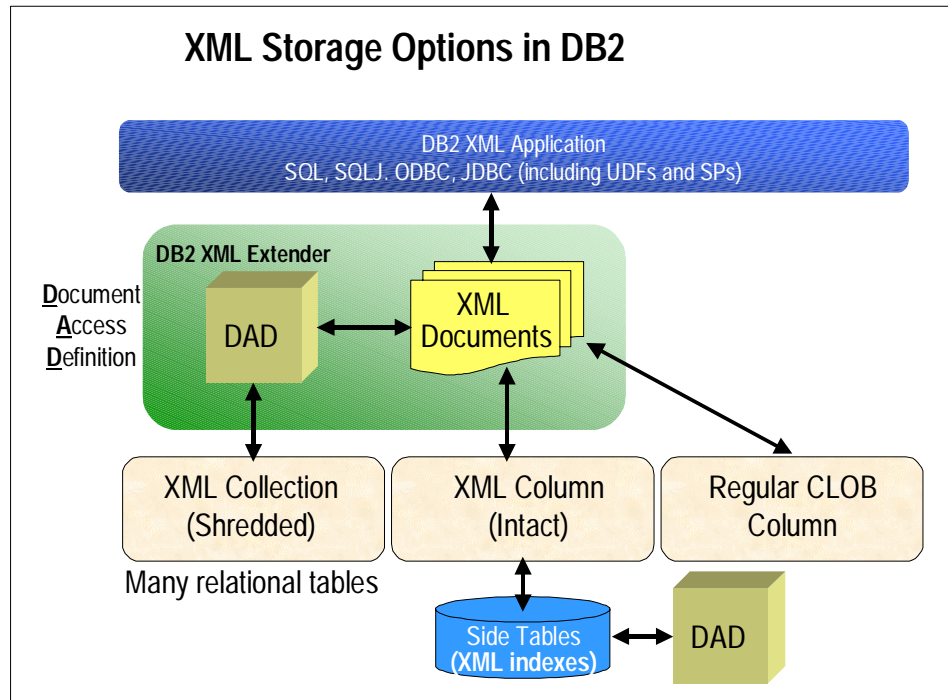 XML Storage Options in DB2
DB2 XML Application
SQL, SQLJ. ODBC, JDBC (including UDFs and SPs)
DB2 XML Extender
Document
Access
Definition
DAD
XML
Documents
XML Collection
(Shredded)
XML Column
(Intact)
Regular CLOB
Column
Many relational tables
Side Tables
(XML indexes)
DAD